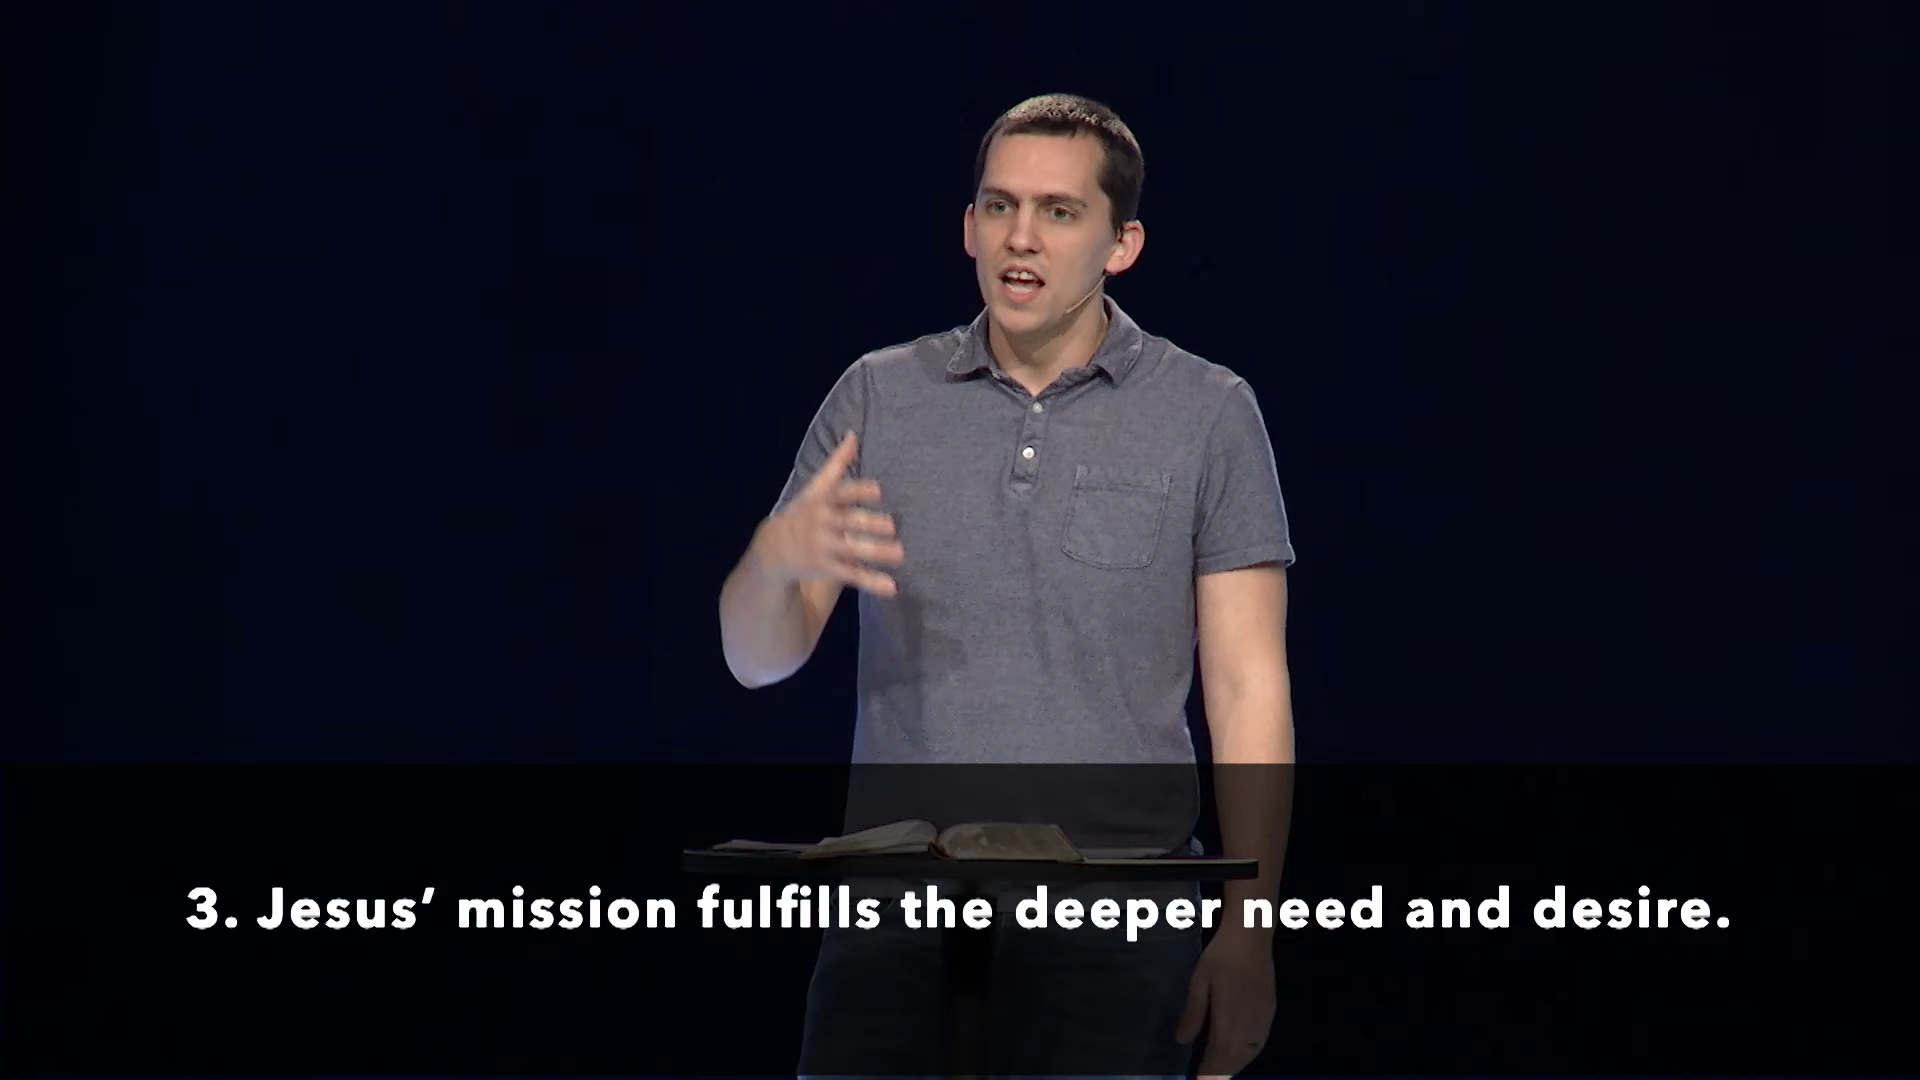 3. Jesus’ mission fulfills the deeper need and desire.